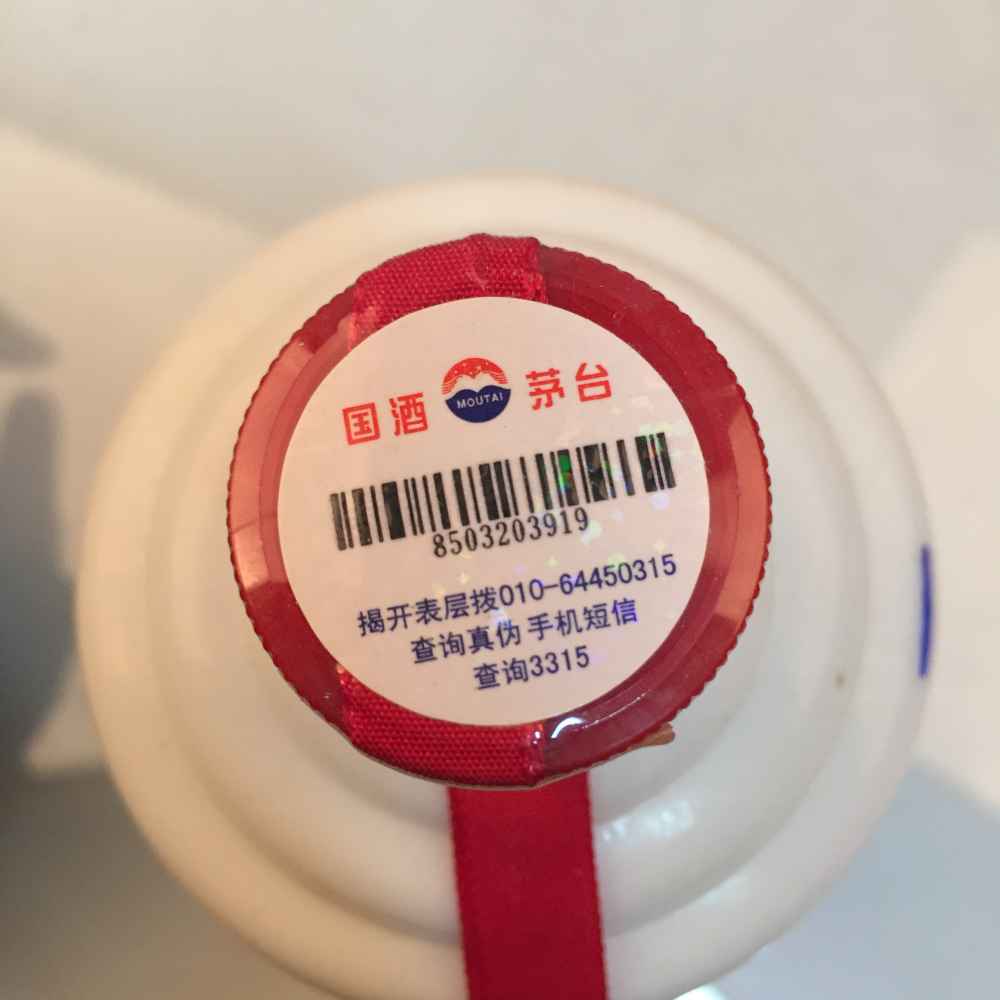 国酒 MOUTAI 茅台
8503203919
揭开表层拨010-64450315
查询真伪 手机短信
查询3315